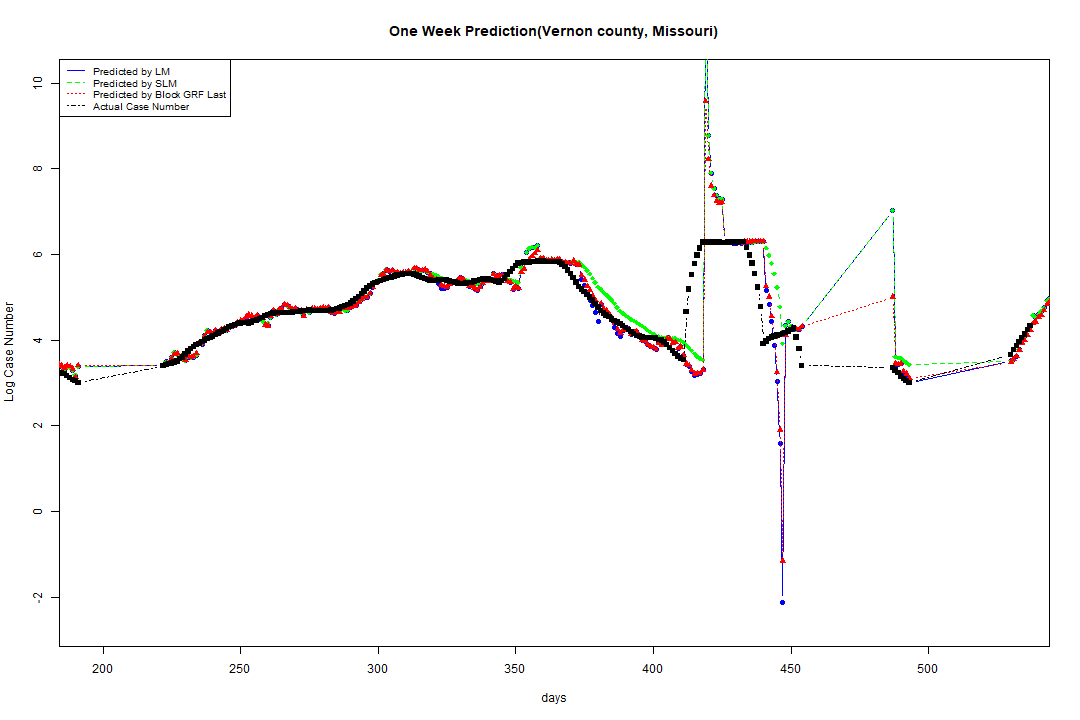 One Week Prediction(Vernon county, Missouri)
Predicted by LM
Predicted by SLM
Predicted by Block GRF Last
Actual Case Number
Log Case Number
10
8
6
4
2
0
-2
200 250 300 350 400 450 500
days